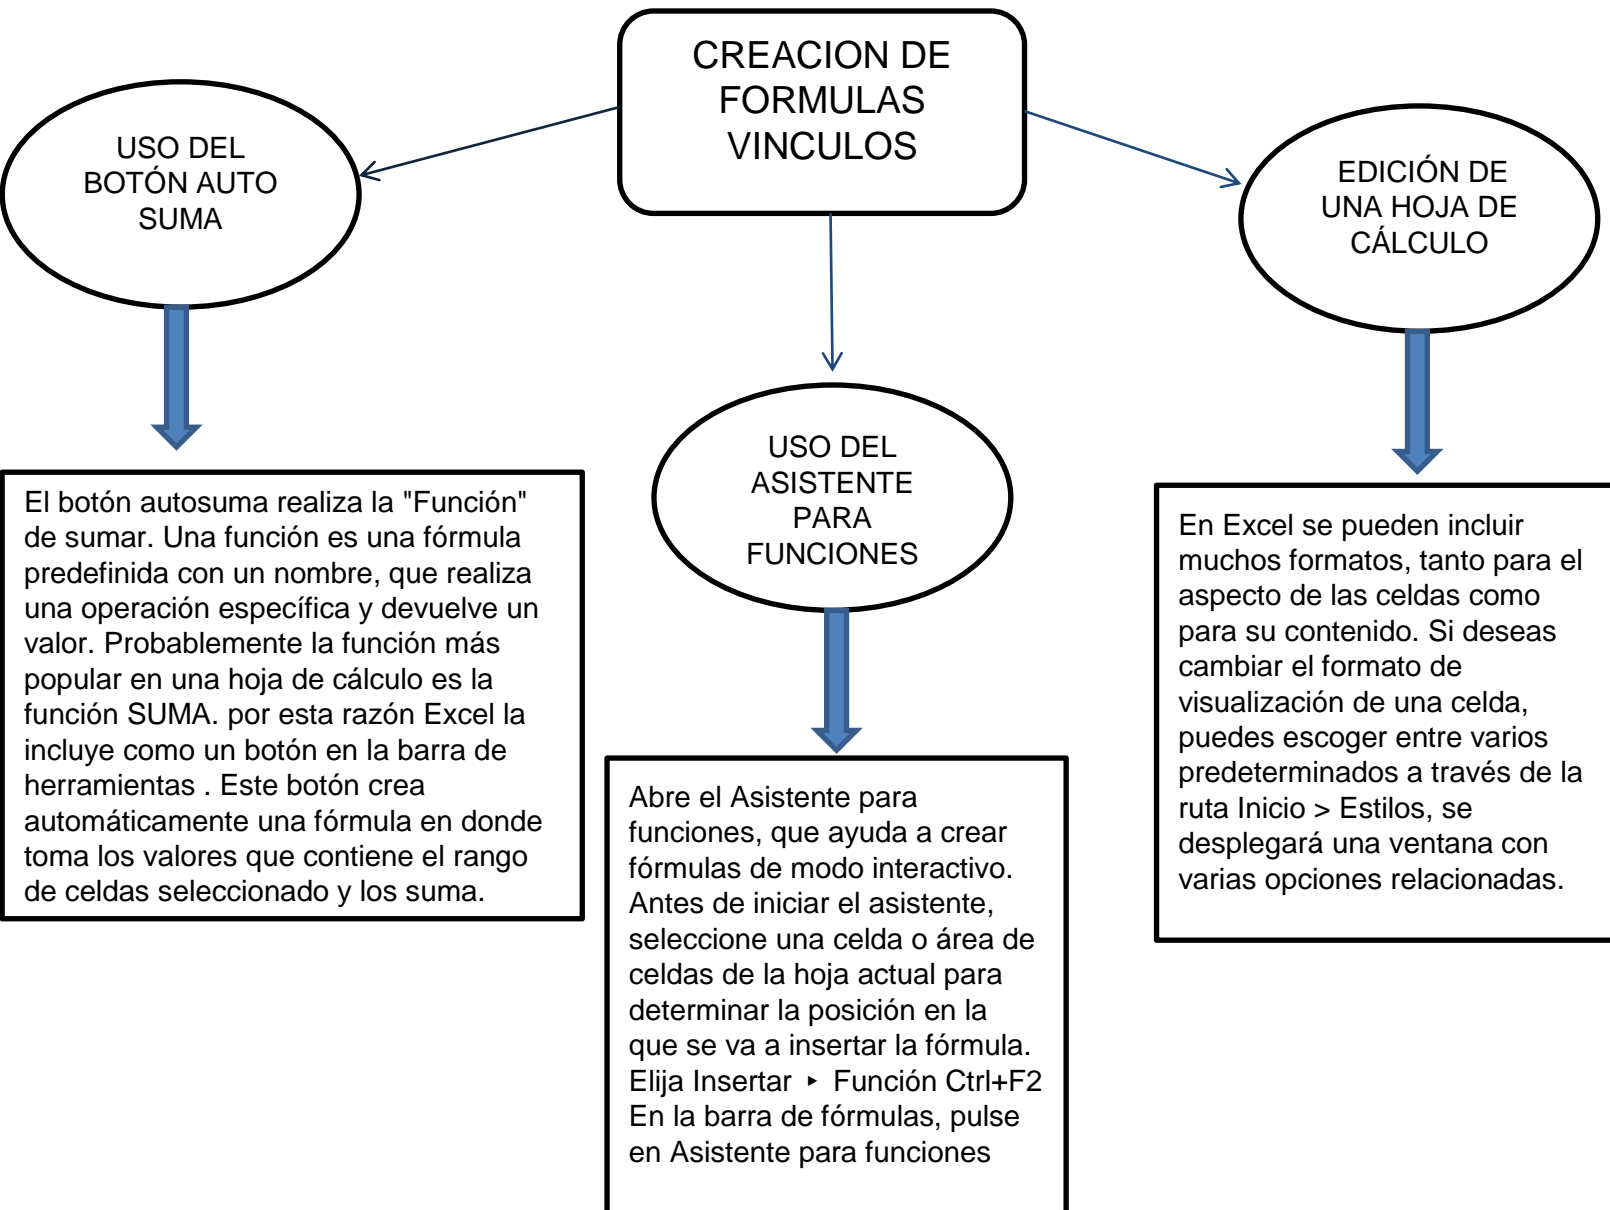 CREACION DE
FORMULAS
VINCULOS
USO DEL
BOTÓN AUTO
SUMA
EDICIÓN DE
UNA HOJA DE
CÁLCULO
USO DEL
ASISTENTE
PARA
FUNCIONES
El botón autosuma realiza la "Función"
de sumar. Una función es una fórmula
predefinida con un nombre, que realiza
una operación específica y devuelve un
valor. Probablemente la función más
popular en una hoja de cálculo es la
función SUMA. por esta razón Excel la
incluye como un botón en la barra de
herramientas . Este botón crea
automáticamente una fórmula en donde
toma los valores que contiene el rango
de celdas seleccionado y los suma.
Abre el Asistente para
funciones, que ayuda a crear
fórmulas de modo interactivo.
Antes de iniciar el asistente,
seleccione una celda o área de
celdas de la hoja actual para
determinar la posición en la
que se va a insertar la fórmula.
Elija Insertar ‣ Función Ctrl+F2
En la barra de fórmulas, pulse
en Asistente para funciones
En Excel se pueden incluir
muchos formatos, tanto para el
aspecto de las celdas como
para su contenido. Si deseas
cambiar el formato de
visualización de una celda,
puedes escoger entre varios
predeterminados a través de la
ruta Inicio > Estilos, se
desplegará una ventana con
varias opciones relacionadas.